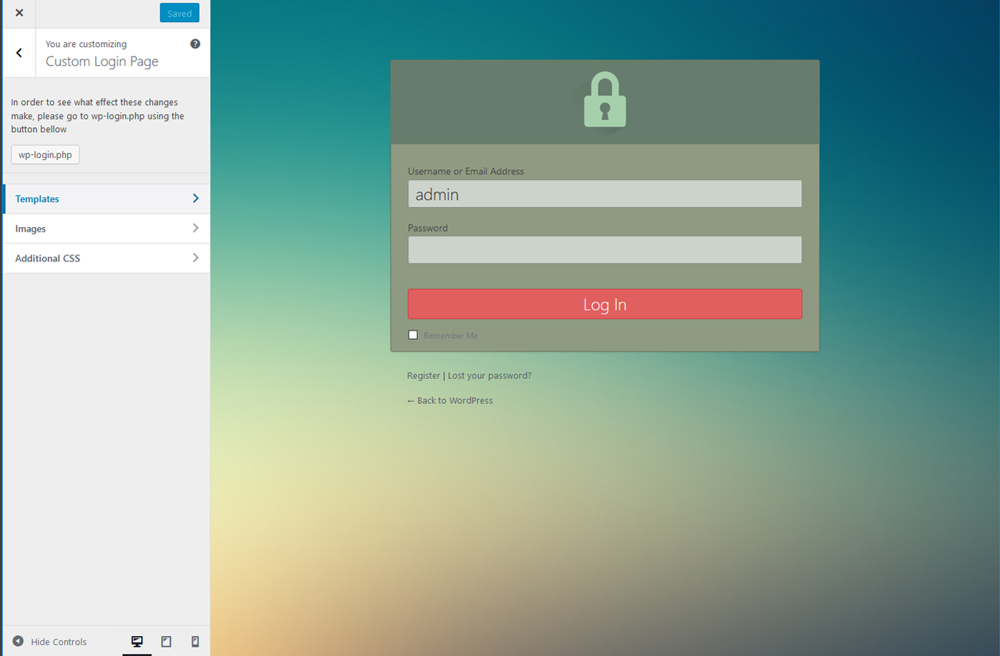 Saved
You are customizing
Custom Login Page
In order to see what effect these changes
make, please go to wp-login.php using the
button bellow
wp-login.php
Templates
Images
Additional CSS
Hide Controls
Username or Email Address
admin
Password
Log In
Remember Me
Register | Lost your password?
← Back to WordPress